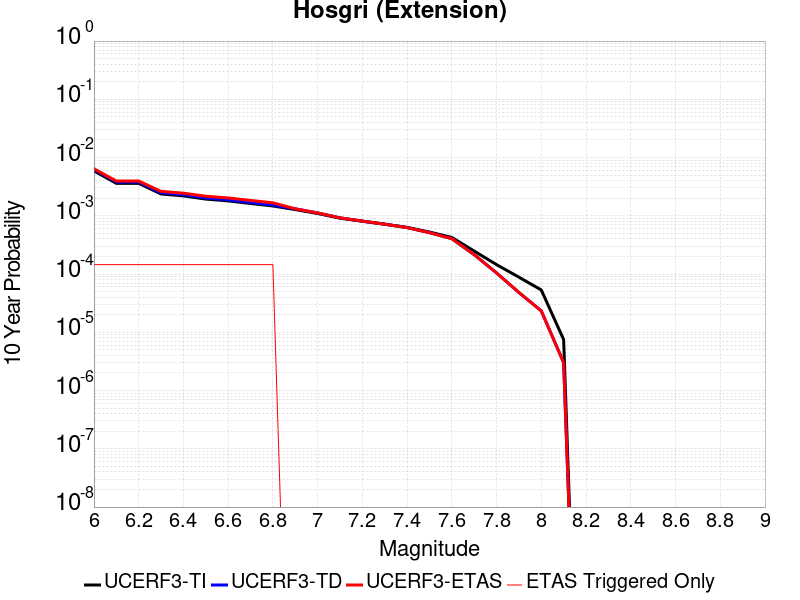 Hosgri (Extension)
10^0
10^-1
10^-2
10^-3
10^-4
10^-5
10^-6
10^-7
10^-8
10 Year Probability
6 6.2 6.4 6.6 6.8 7 7.2 7.4 7.6 7.8 8 8.2 8.4 8.6 8.8 9
Magnitude
UCERF3-TI UCERF3-TD UCERF3-ETAS ETAS Triggered Only